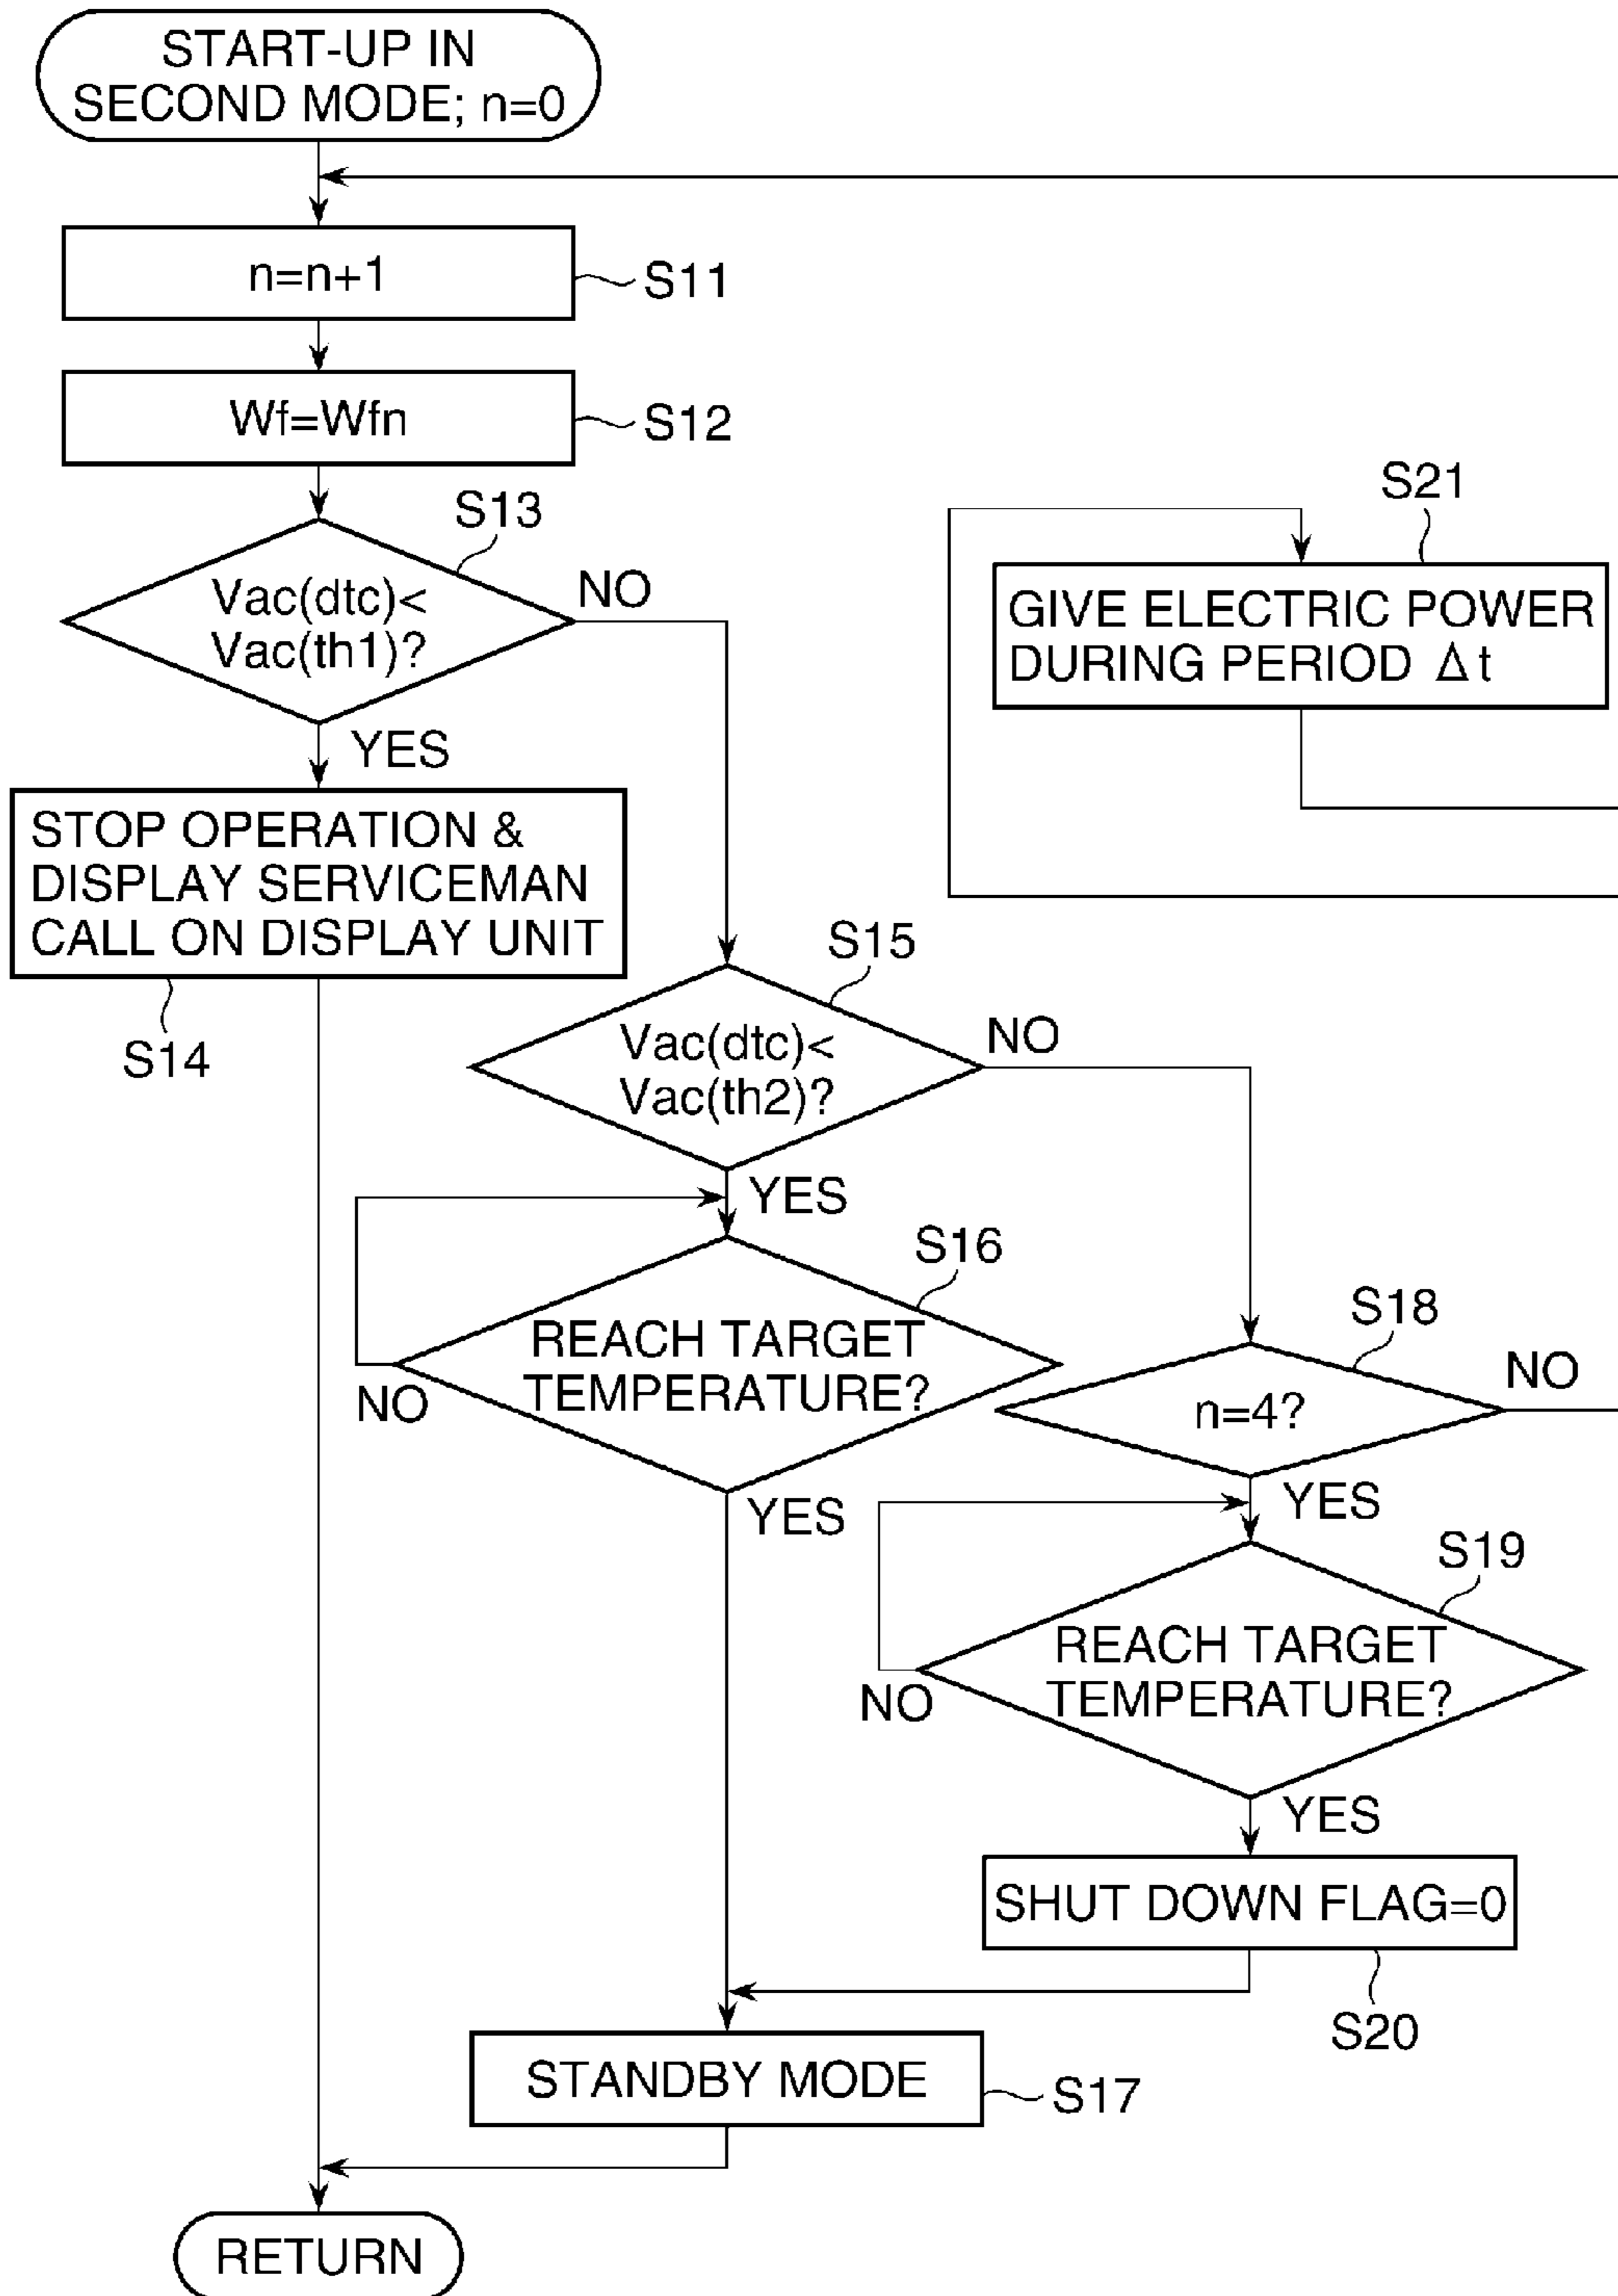 START-UP IN
SECOND MODE; n=0
n=n+1
S11
Wf=Wfn
S12
S13
Vac(dtc)<
Vac(th1)?
NO
YES
S21
GIVE ELECTRIC POWER
DURING PERIOD Δt
STOP OPERATION &
DISPLAY SERVICEMAN
CALL ON DISPLAY UNIT
S14
S15
Vac(dtc)<
Vac(th2)?
NO
YES
S16
REACH TARGET
TEMPERATURE?
NO
YES
S18
n=4?
NO
YES
S19
REACH TARGET
TEMPERATURE?
NO
YES
SHUT DOWN FLAG=0
S20
STANDBY MODE
S17
RETURN